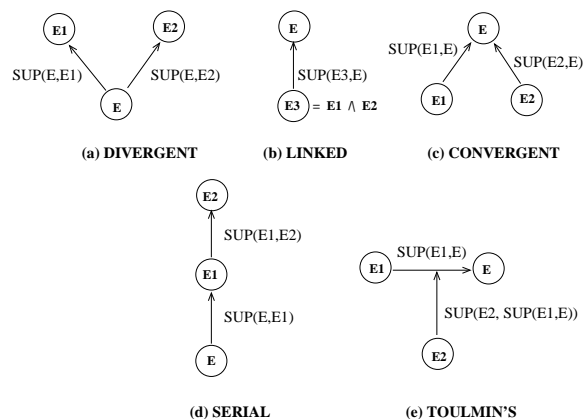 E1
E2
SUP(E,E1)
SUP(E,E2)
E
(a) DIVERGENT
E
SUP(E3,E)
E3 = E1 /\ E2
(b) LINKED
E
SUP(E1,E)
SUP(E2,E)
E1
E2
(c) CONVERGENT
E2
SUP(E1,E2)
E1
SUP(E,E1)
E
(d) SERIAL
SUP(E1,E)
E1
E
SUP(E2, SUP(E1,E))
E2
(e) TOULMIN'S